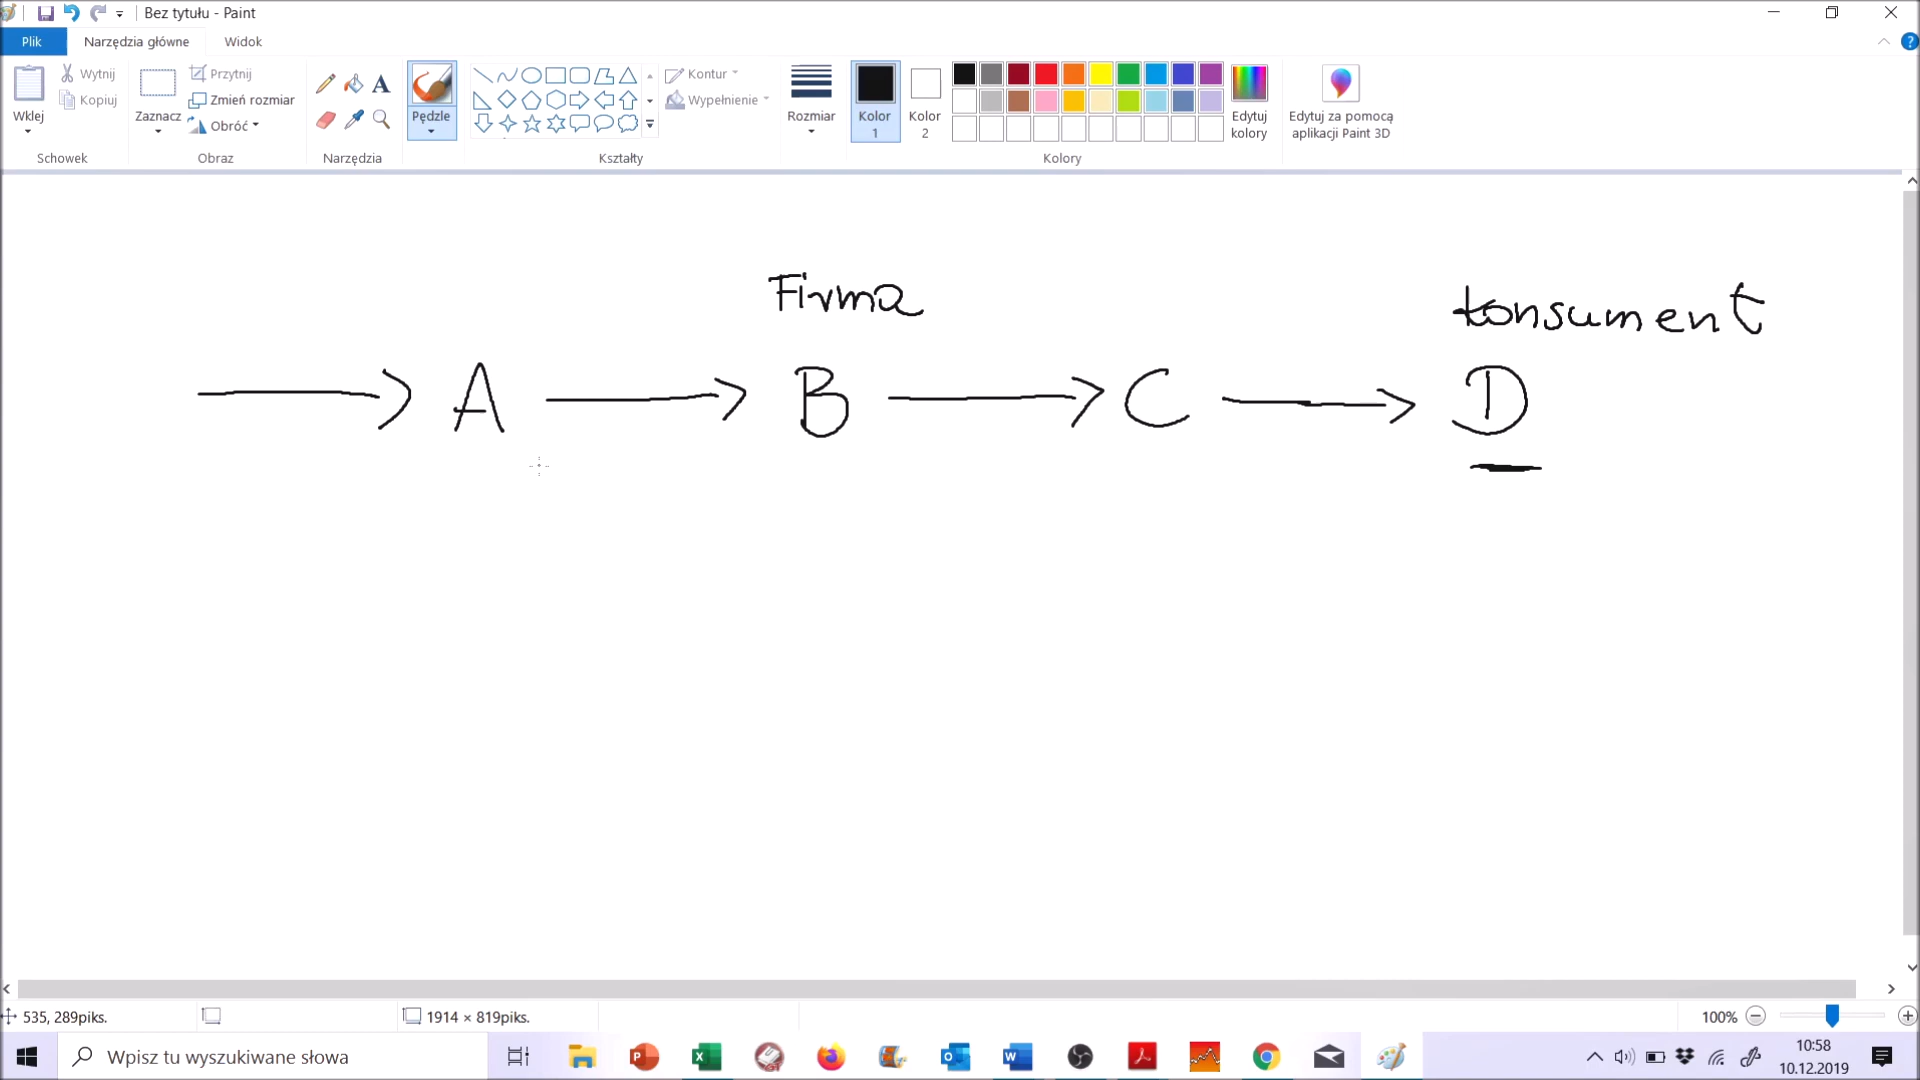 Bez tytułu - Paint
Plik Narzędzia główne Widok
Wklej
Wytnij
Kopiuj
Schowek
Zaznacz
Przytnij
Zmień rozmiar
Obróć
Obraz
A
Narzędzia
Pędzle
Kontur
Wypełnienie
Kształty
Rozmiar
Kolor
1
Kolor
2
Edytuj
kolory
Kolory
Edytuj za pomocą
aplikacji Paint 3D
Firma
konsument
A B C D
535, 289piks.
1914 × 819piks.
100%
Wpisz tu wyszukiwane słowa
10:58
10.12.2019